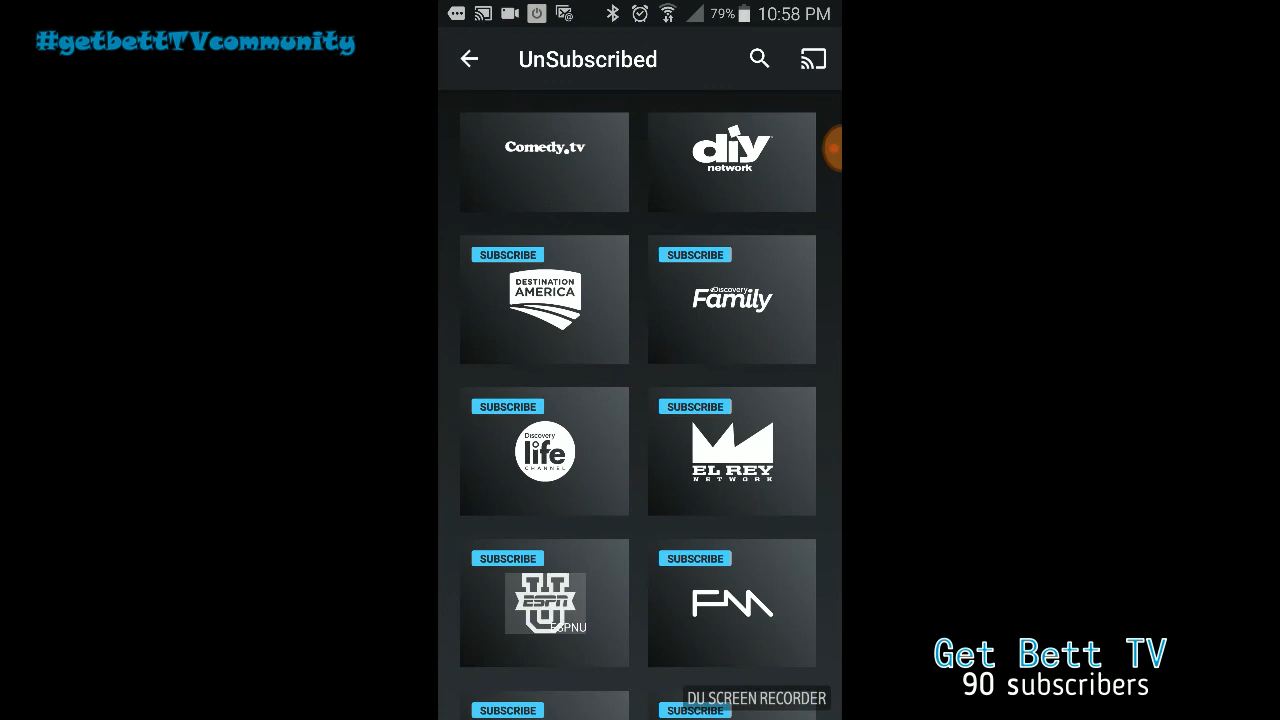 #getbettTVcommunity
79% 10:58 PM
UnSubscribed
Comedy.tv
diy
network
SUBSCRIBE
DESTINATION
AMERICA
SUBSCRIBE
Discovery
Family
SUBSCRIBE
Discovery
life
CHANNEL
SUBSCRIBE
EL REY
NETWORK
SUBSCRIBE
U
ESPN
ESPNU
SUBSCRIBE
FM
SUBSCRIBE
SUBSCRIBE
DU SCREEN RECORDER
Get Bett TV
90 subscribers